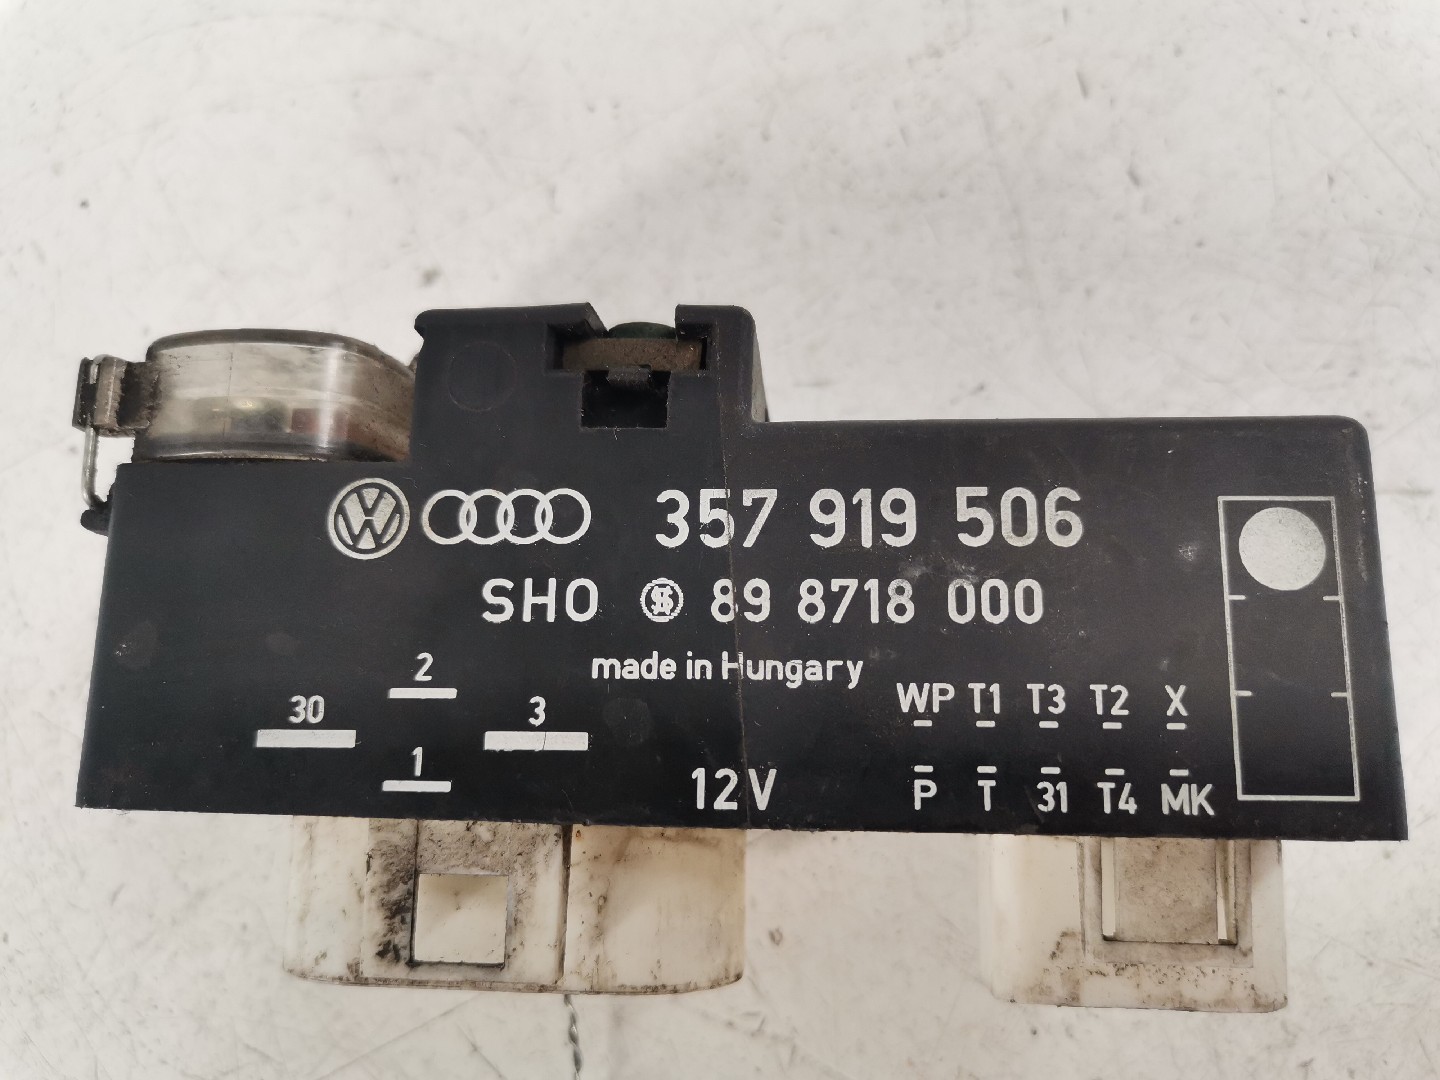 357 919 506
SHO 89 8718 000
made in Hungary
2
30
3
1
12V
WP T1 T3 T2 X
P T 31 T4 MK